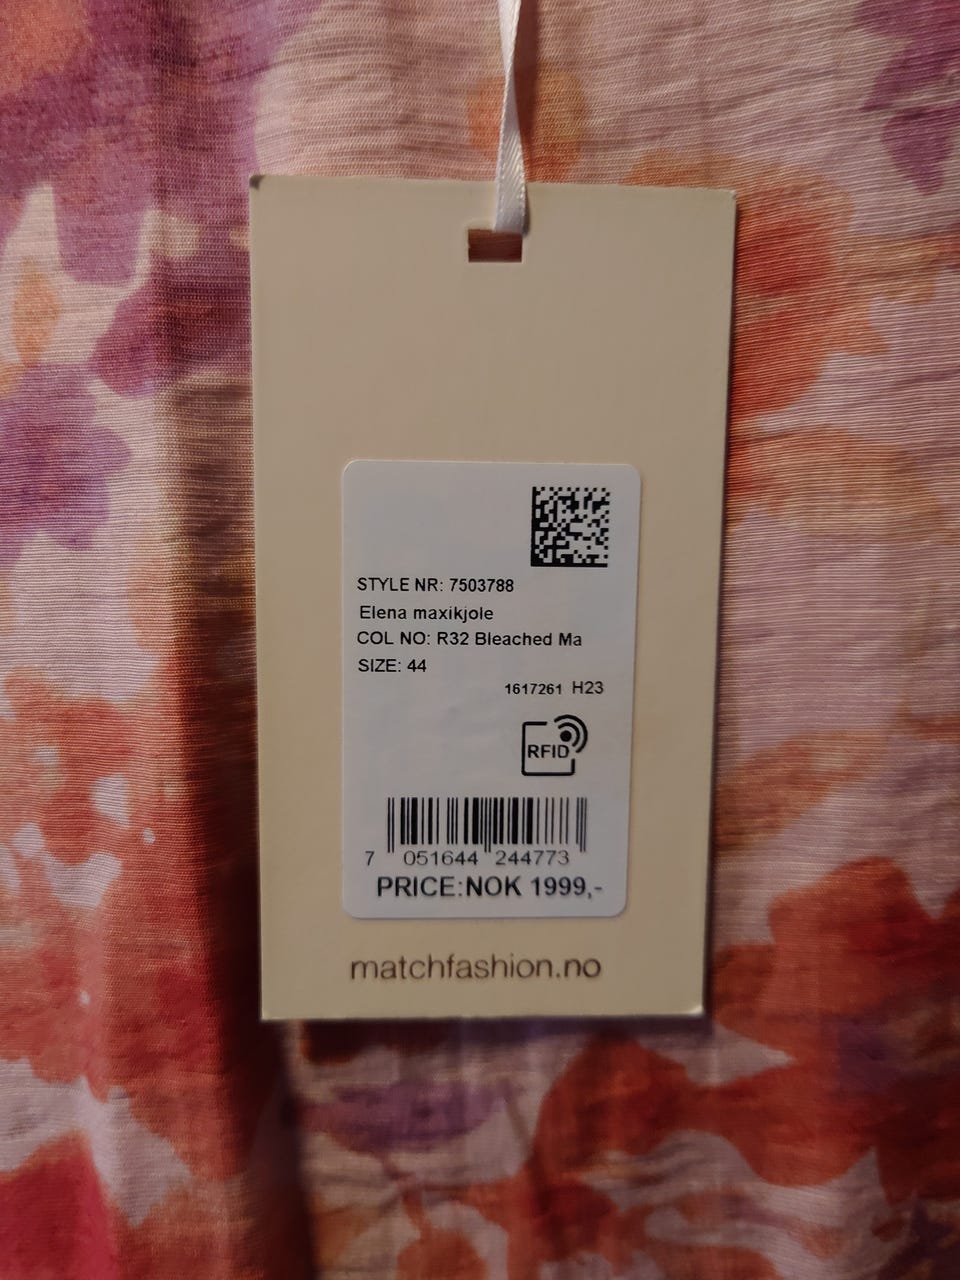 STYLE NR: 7503788
Elena maxikjole
COL NO: R32 Bleached Ma
SIZE: 44
1617261 H23
RFID
7 051644 244773
PRICE:NOK 1999,-
matchfashion.no